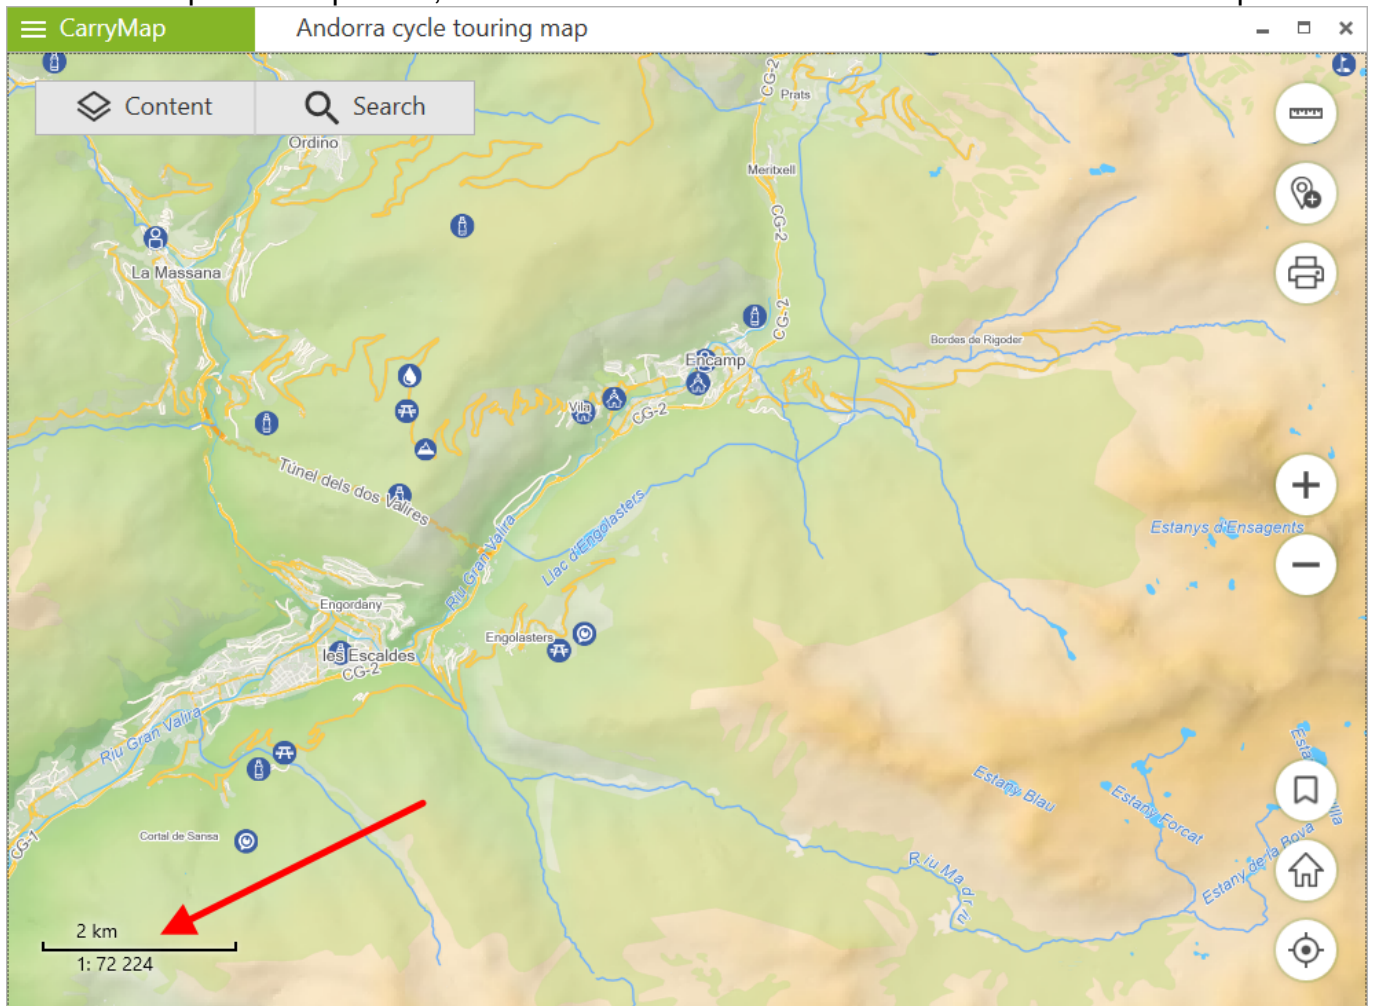 CarryMap
Andorra cycle touring map
Content
Search
CG-2
Prats
Ordino
Meritxell
CG-2
La Massana
CG-2
Bordes de Rigoder
Encamp
Vila
CG-2
Túnel dels dos Valires
Estanys d'Ensagents
Riu Gran Valira
Llac d'Engolasters
Engordany
Engolasters
les Escaldes
CG-2
Riu Gran Valira
Estany Blau
Estany Forcat
Cortal de Sansa
CG-1
Riu Madriu
Estany de la Bova
2 km
1: 72 224